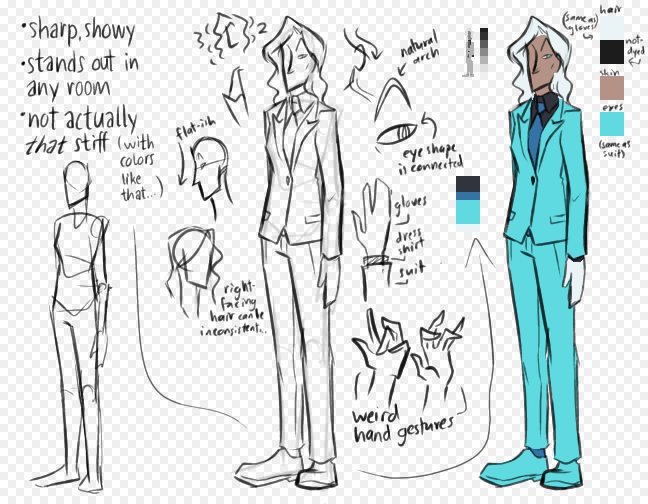 • sharp, showy
• stands out in
any room
• not actually
that stiff (with
colors
like
that...)
flat-ish
right-
facing
hair can be
inconsistent...
2
natural
arch
eye shape
is connected
gloves
dress
shirt
suit
weird
hand gestures
hair
(same as
gloves)
not-
dyed
skin
eyes
(same as
suit)